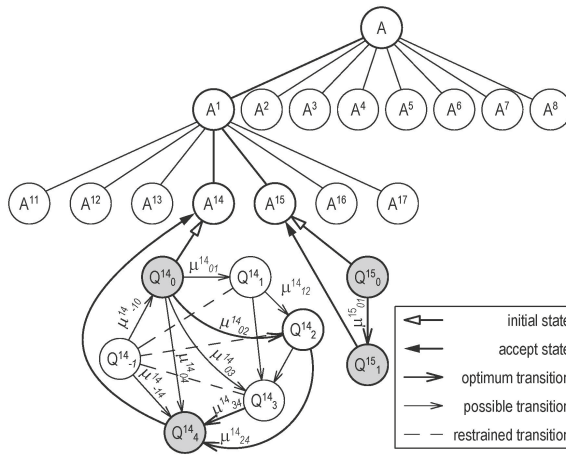 A
A¹ A² A³ A⁴ A⁵ A⁶ A⁷ A⁸
A¹¹ A¹² A¹³ A¹⁴ A¹⁵ A¹⁶ A¹⁷
Q¹⁴₀ μ¹⁴₀₁ Q¹⁴₁ Q¹⁵₀
μ¹⁴₁₂
μ¹⁴₋₁₀ μ¹⁴₀₂ Q¹⁴₂ μ¹⁵₀₁
Q¹⁴₋₁ μ¹⁴₀₄ μ¹⁴₀₃ Q¹⁵₁
μ¹⁴₋₁₄ Q¹⁴₃
μ¹⁴₃₄
Q¹⁴₄ μ¹⁴₂₄
initial state
accept state
optimum transition
possible transition
restrained transition